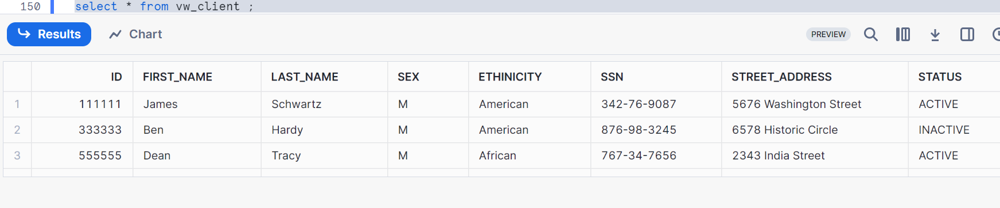 150 select * from vw_client ;
Results Chart PREVIEW
ID FIRST_NAME LAST_NAME SEX ETHINICITY SSN STREET_ADDRESS STATUS
1 111111 James Schwartz M American 342-76-9087 5676 Washington Street ACTIVE
2 333333 Ben Hardy M American 876-98-3245 6578 Historic Circle INACTIVE
3 555555 Dean Tracy M African 767-34-7656 2343 India Street ACTIVE